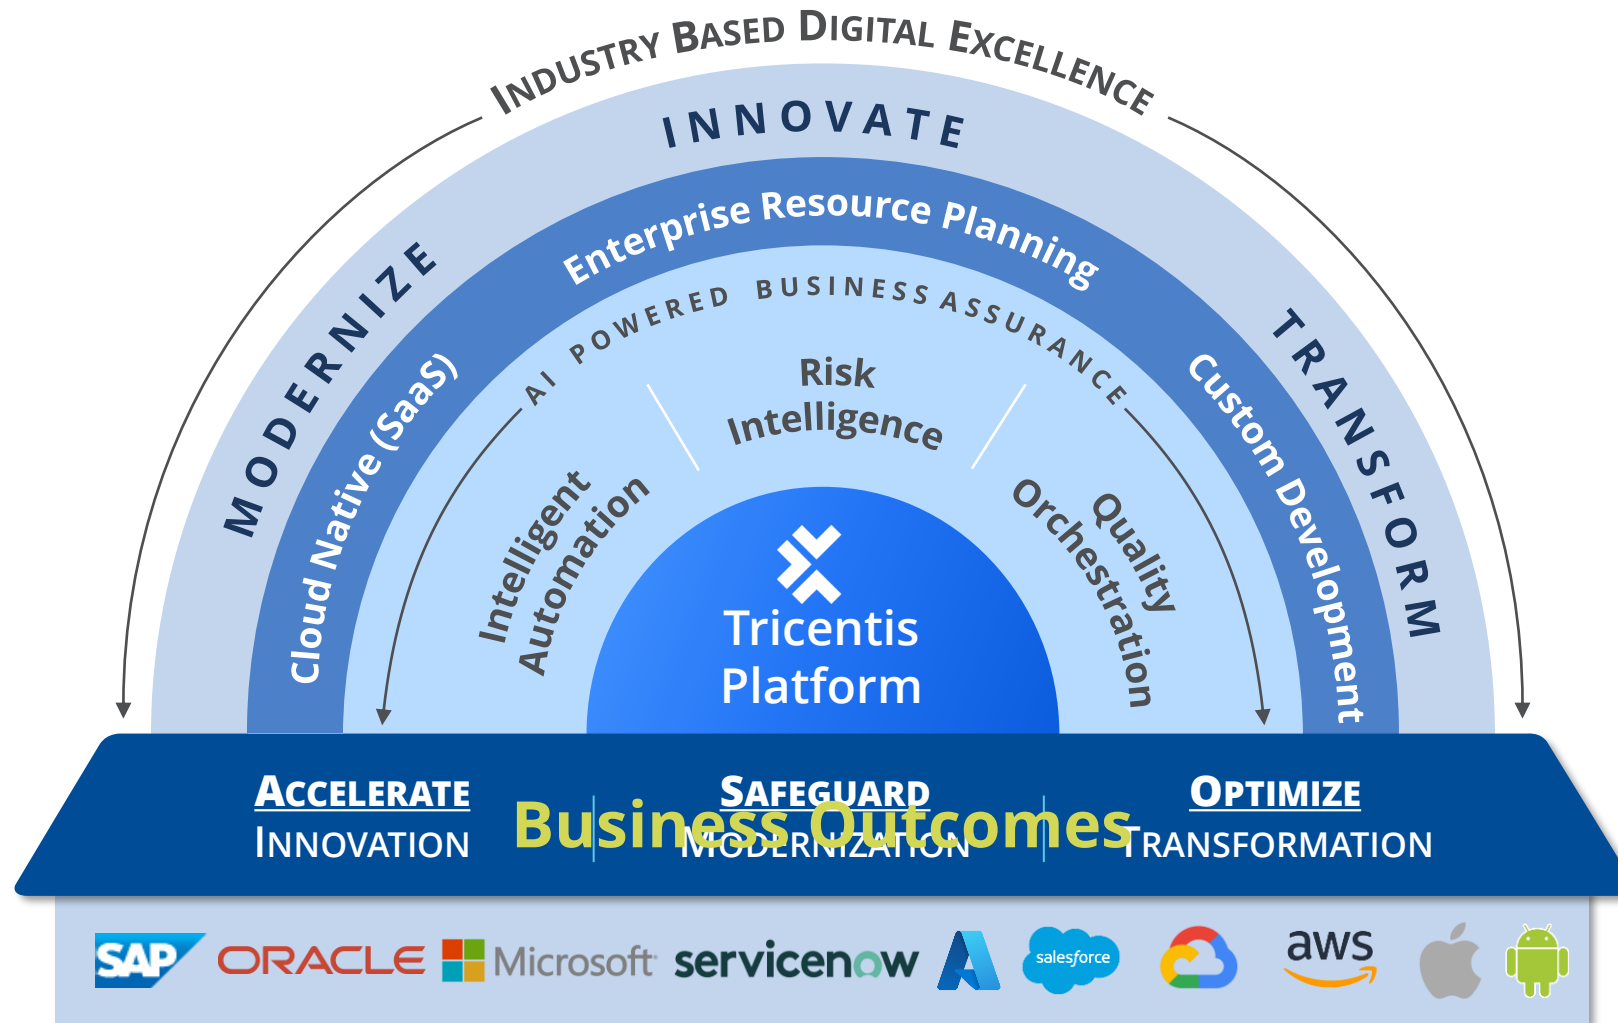 INDUSTRY BASED DIGITAL EXCELLENCE
INNOVATE
MODERNIZE
TRANSFORM
Enterprise Resource Planning
Cloud Native (SaaS)
Custom Development
AI POWERED BUSINESS ASSURANCE
Risk
Intelligence
Intelligent
Automation
Quality
Orchestration
Tricentis
Platform
ACCELERATE
INNOVATION
SAFEGUARD
MODERNIZATION
OPTIMIZE
TRANSFORMATION
Business Outcomes
SAP
ORACLE
Microsoft
servicenow
salesforce
aws